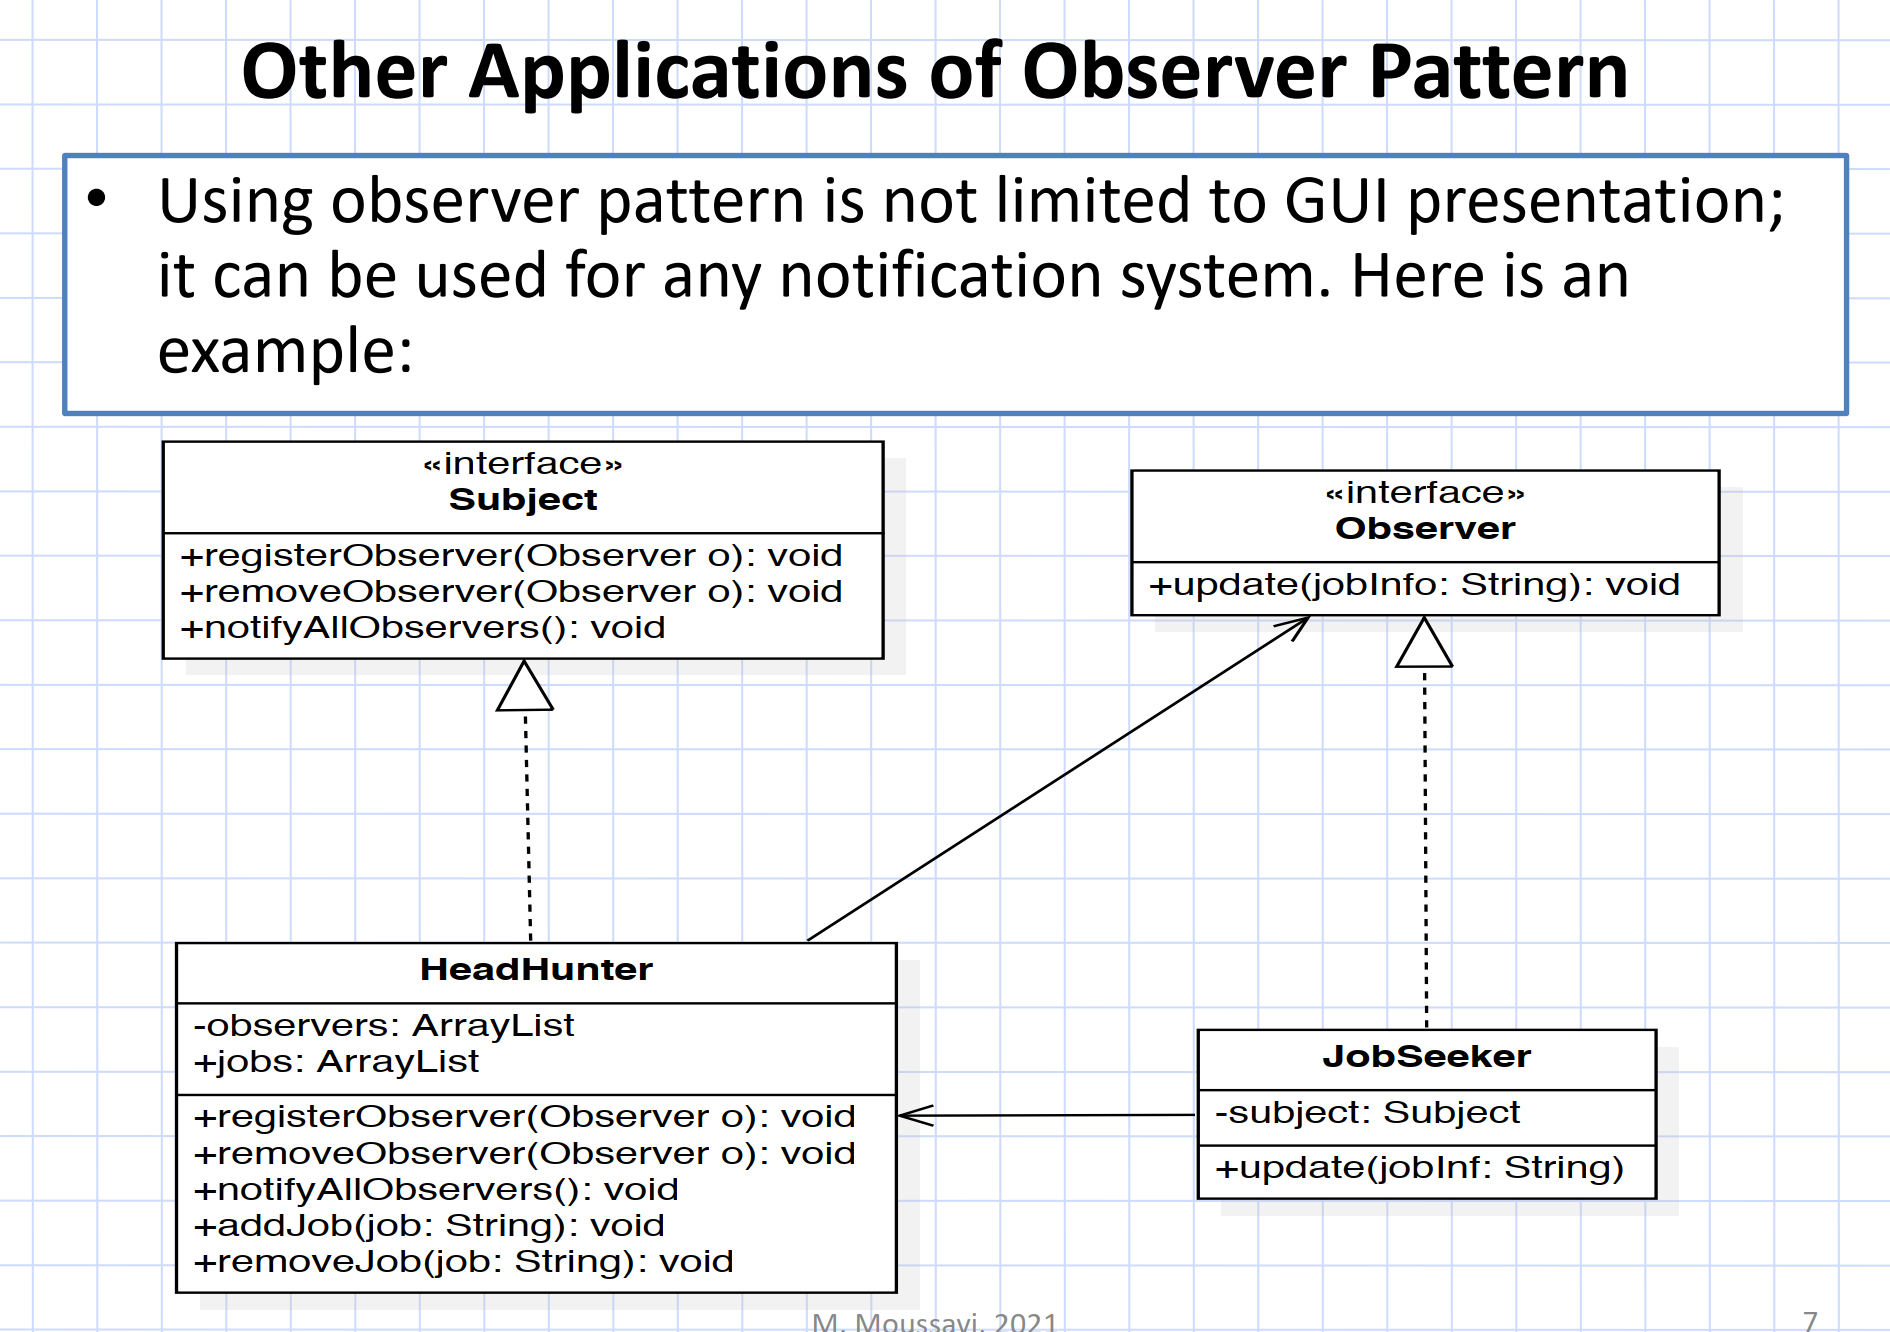 Other Applications of Observer Pattern
• Using observer pattern is not limited to GUI presentation;
it can be used for any notification system. Here is an
example:
«interface»
Subject
+registerObserver(Observer o): void
+removeObserver(Observer o): void
+notifyAllObservers(): void
«interface»
Observer
+update(jobInfo: String): void
HeadHunter
-observers: ArrayList
+jobs: ArrayList
+registerObserver(Observer o): void
+removeObserver(Observer o): void
+notifyAllObservers(): void
+addJob(job: String): void
+removeJob(job: String): void
JobSeeker
-subject: Subject
+update(jobInf: String)
M. Moussavi, 2021
7